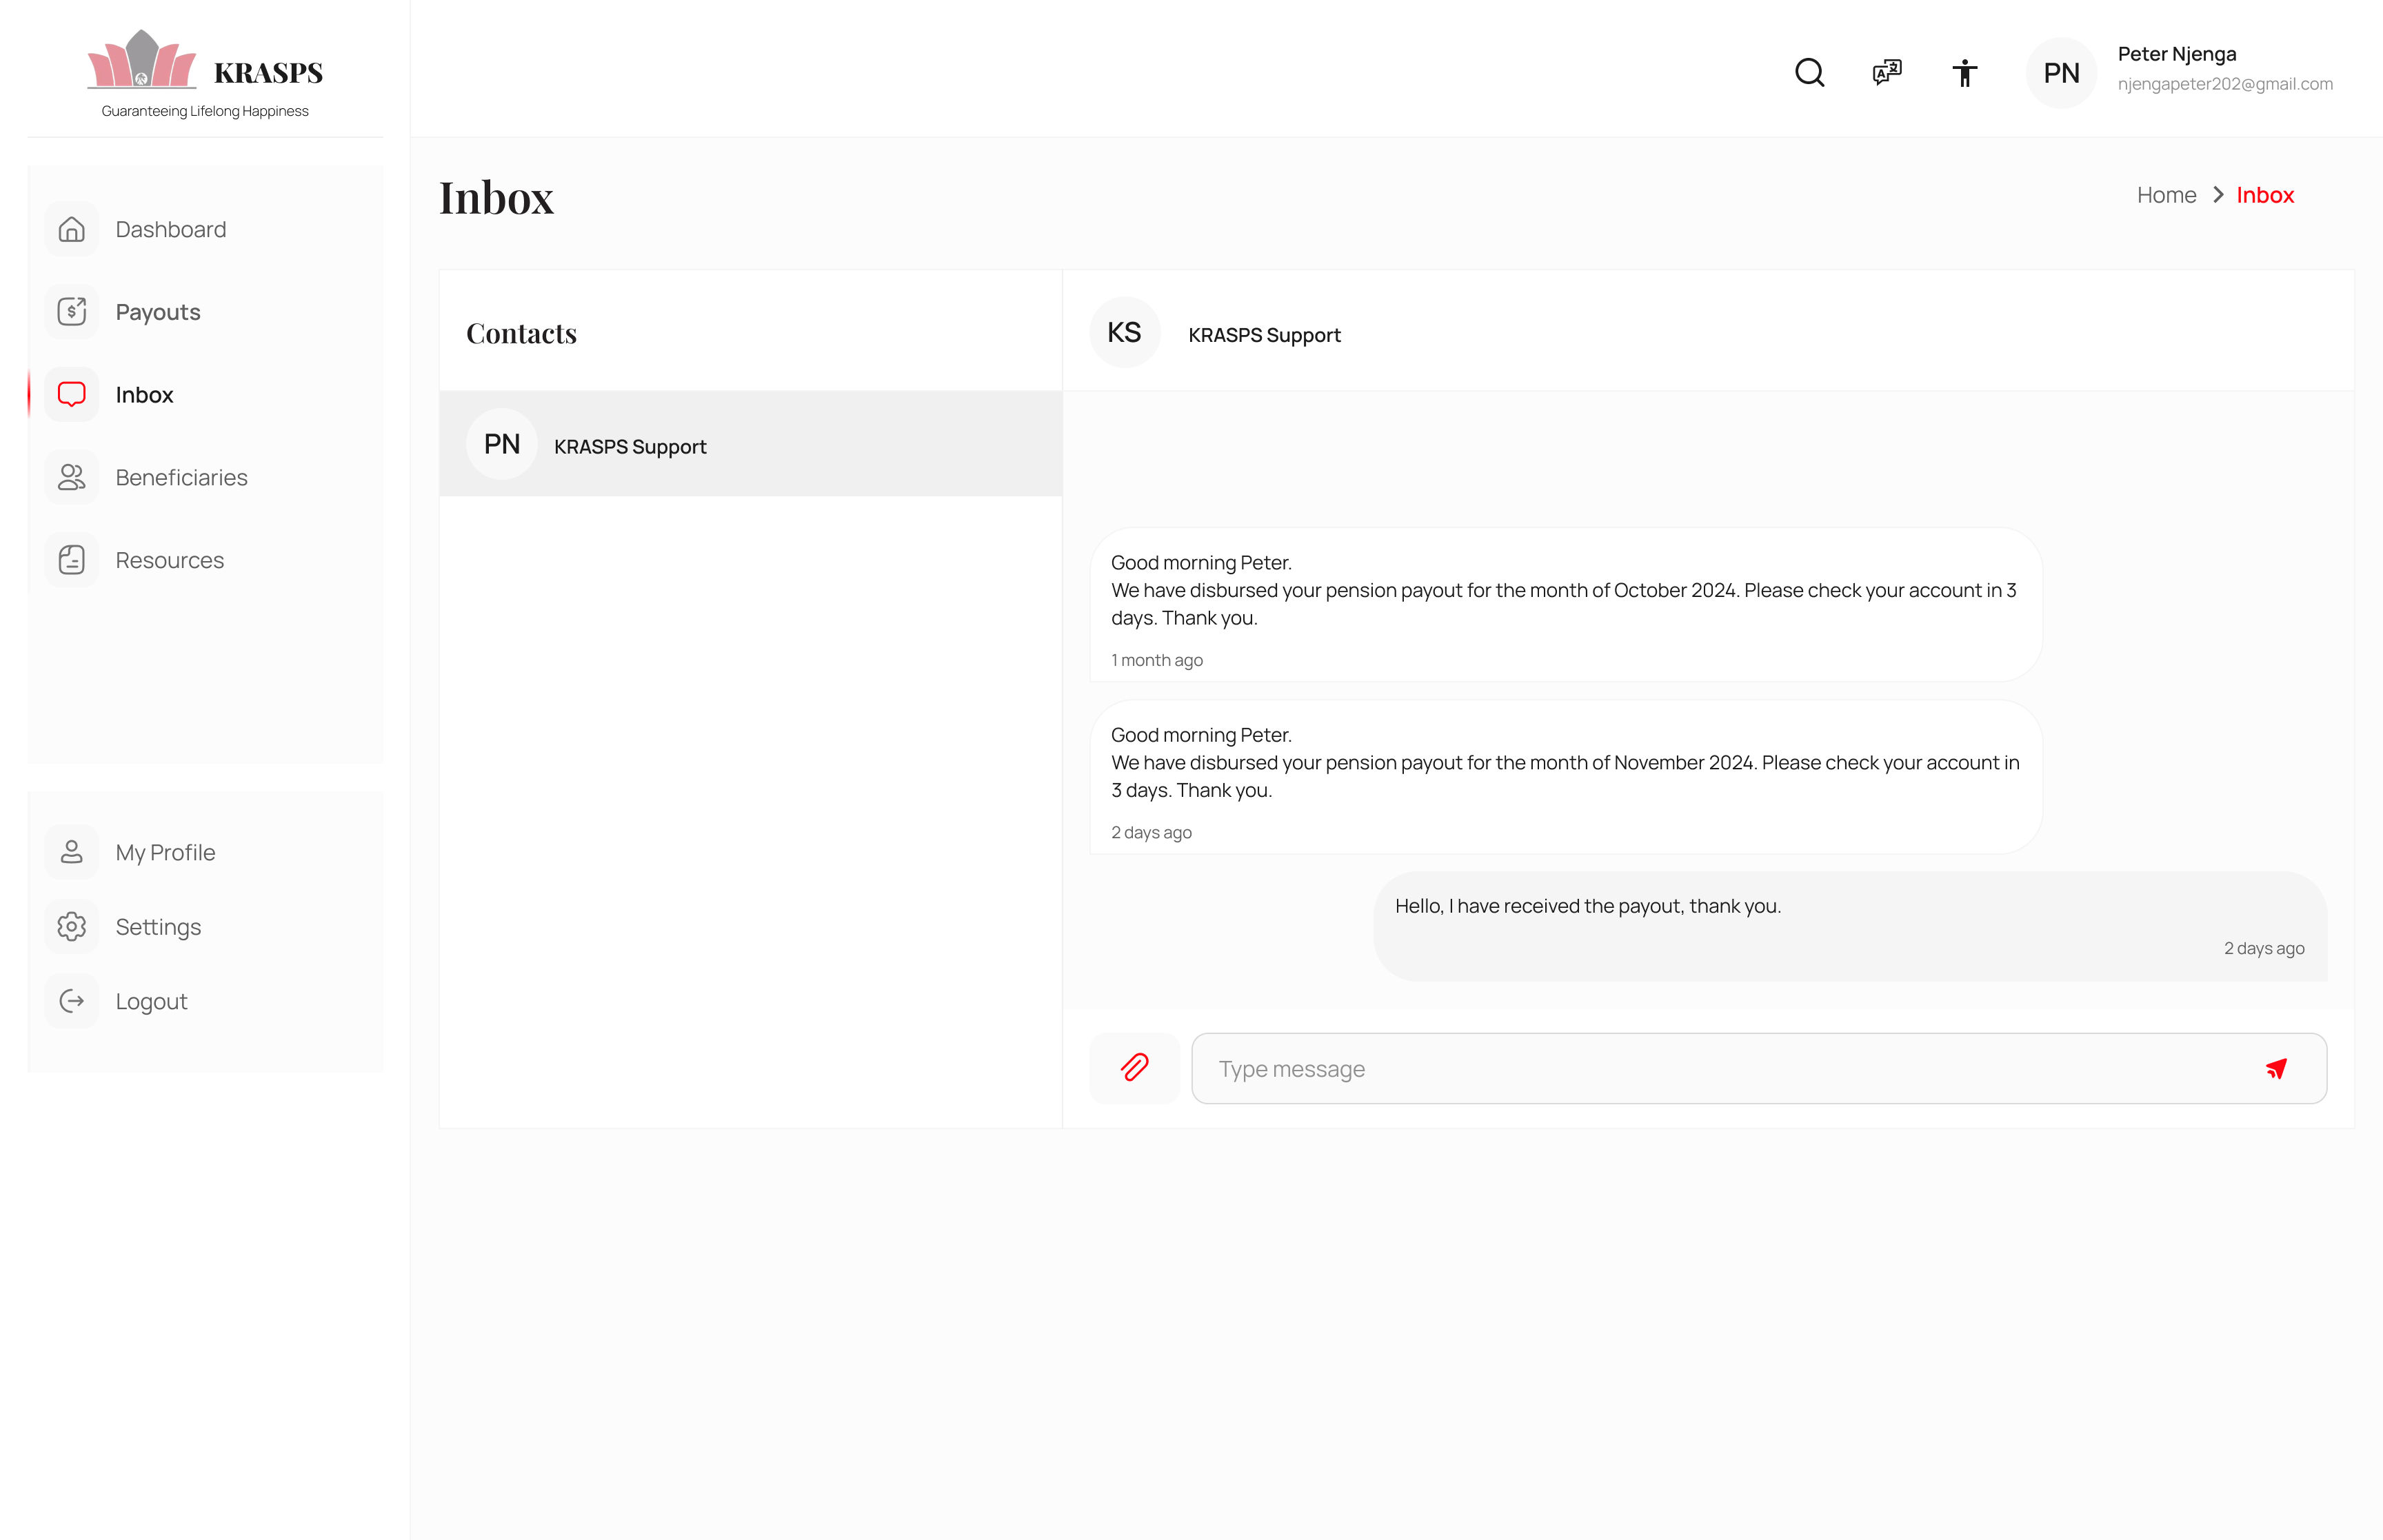 KRASPS
Guaranteeing Lifelong Happiness
PN
Peter Njenga
njengapeter202@gmail.com
Dashboard
Payouts
Inbox
Beneficiaries
Resources
My Profile
Settings
Logout
Inbox
Home > Inbox
Contacts
PN
KRASPS Support
KS
KRASPS Support
Good morning Peter.
We have disbursed your pension payout for the month of October 2024. Please check your account in 3
days. Thank you.
1 month ago
Good morning Peter.
We have disbursed your pension payout for the month of November 2024. Please check your account in
3 days. Thank you.
2 days ago
Hello, I have received the payout, thank you.
2 days ago
Type message